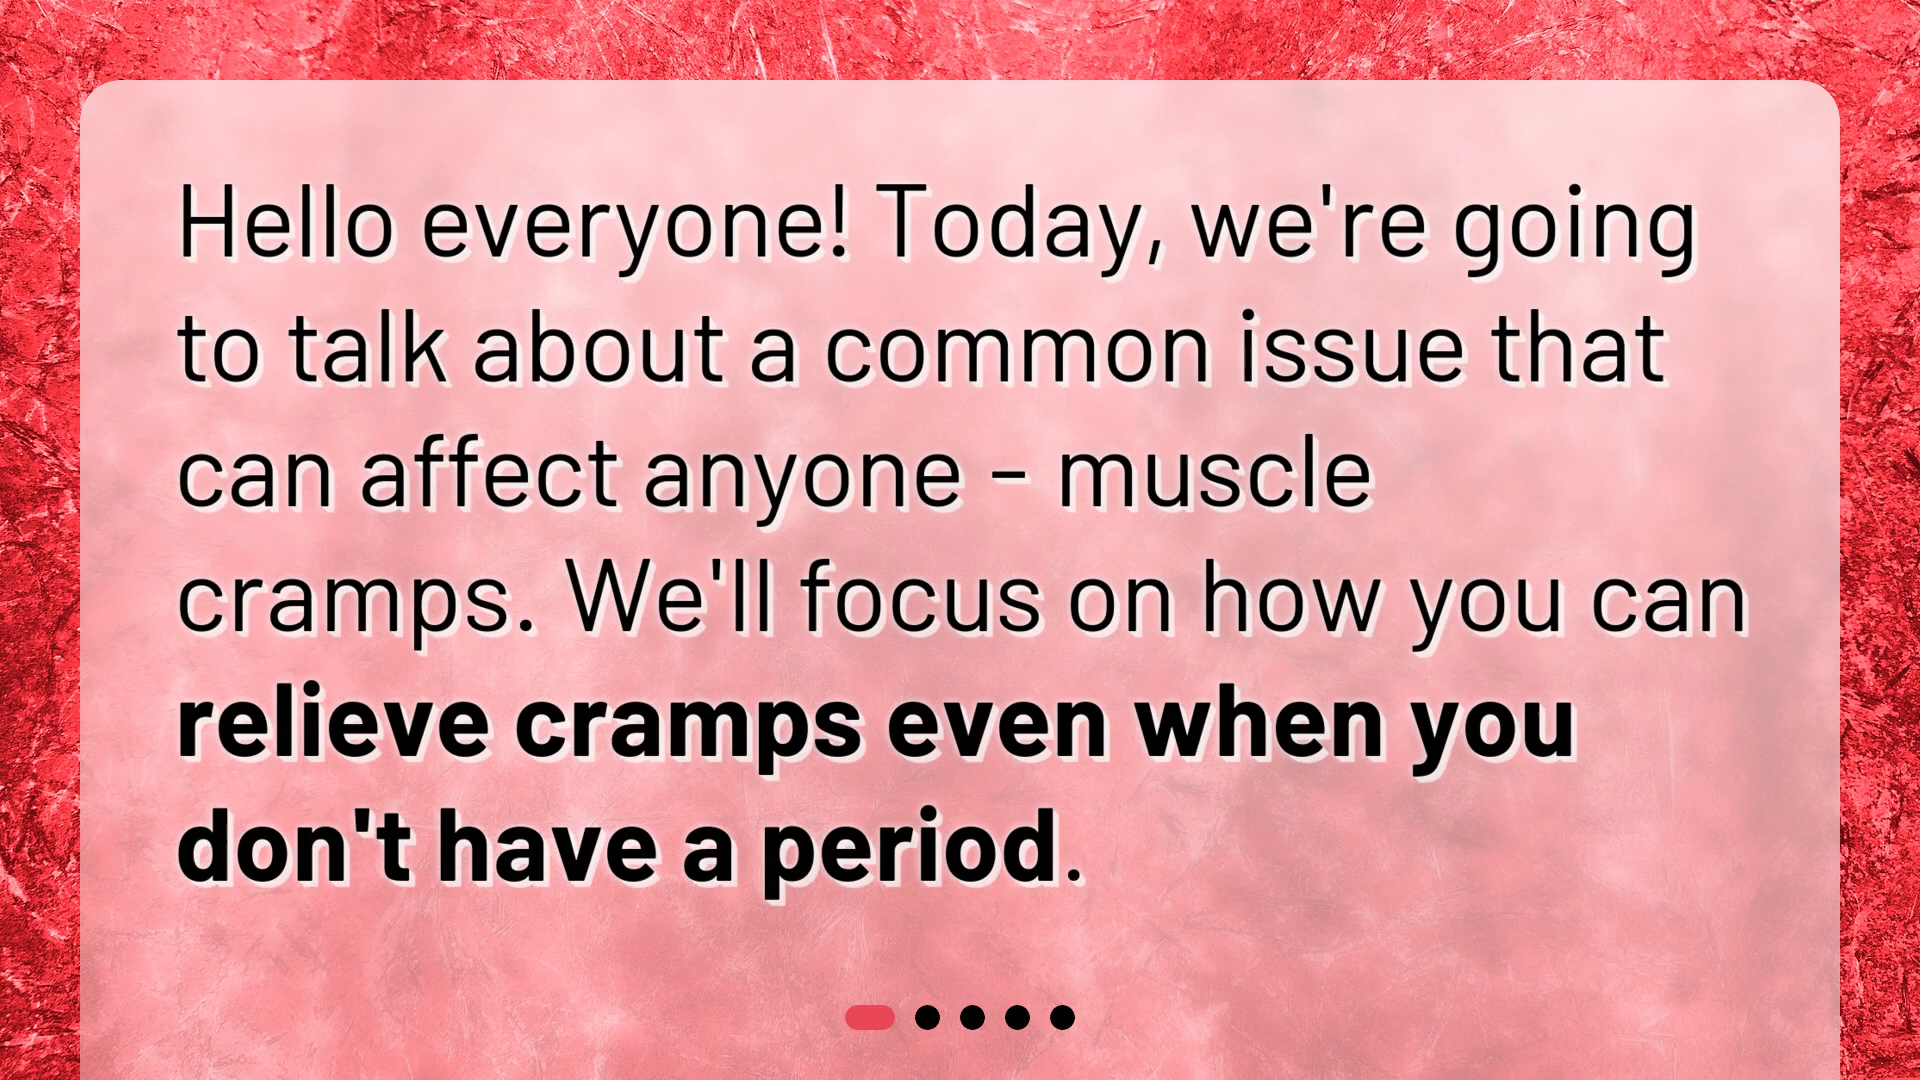 Hello everyone! Today, we're going
to talk about a common issue that
can affect anyone – muscle
cramps. We'll focus on how you can
relieve cramps even when you
don't have a period.